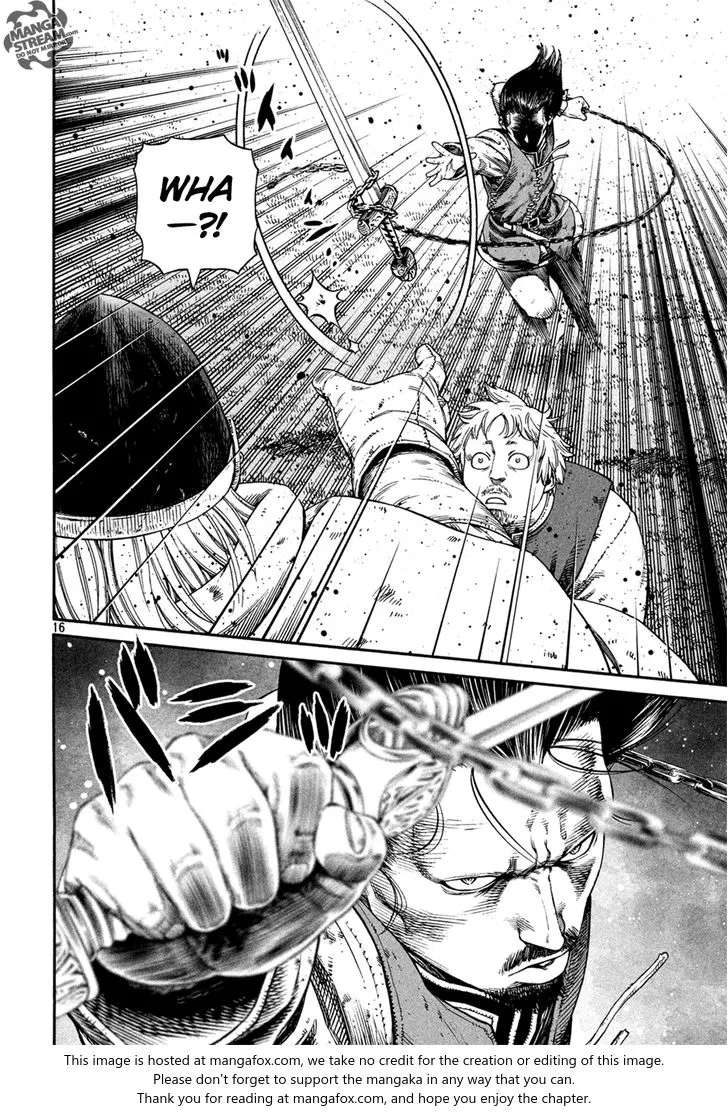 MANGA
STREAM.COM
DO NOT MIRROR
WHA
—?!
16
This image is hosted at mangafox.com, we take no credit for the creation or editing of this image.
Please don't forget to support the mangaka in any way that you can.
Thank you for reading at mangafox.com, and hope you enjoy the chapter.